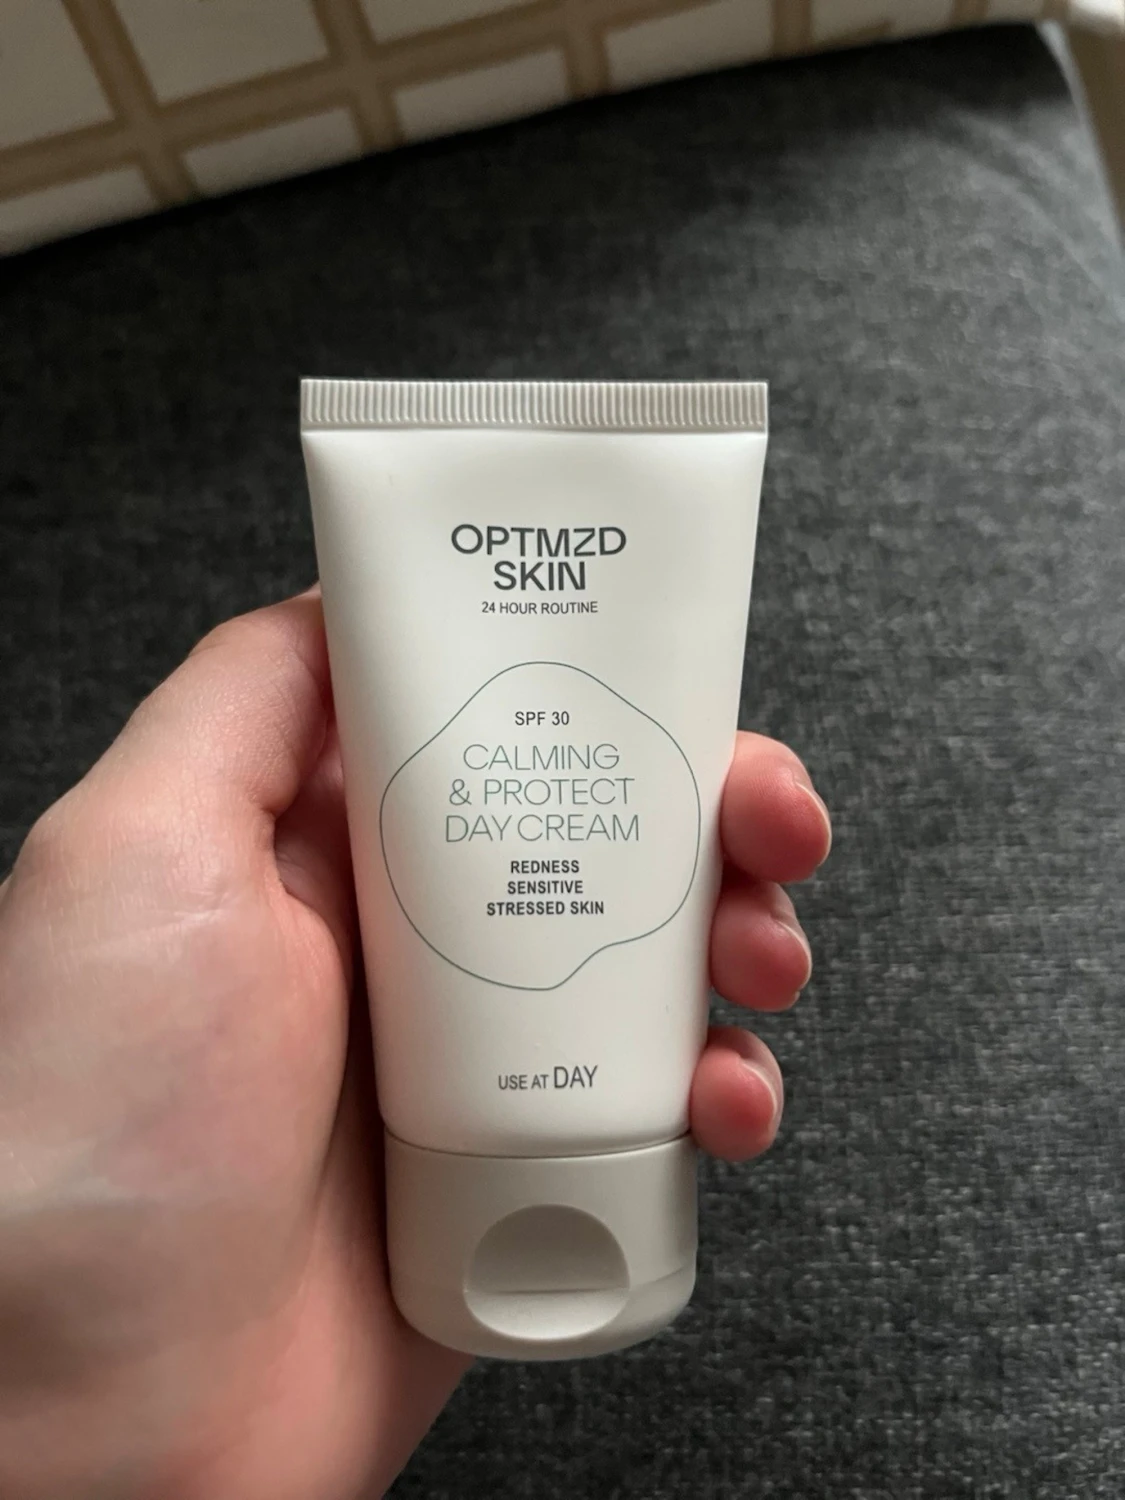 OPTMZD
SKIN
24 HOUR ROUTINE
SPF 30
CALMING
& PROTECT
DAY CREAM
REDNESS
SENSITIVE
STRESSED SKIN
USE AT DAY